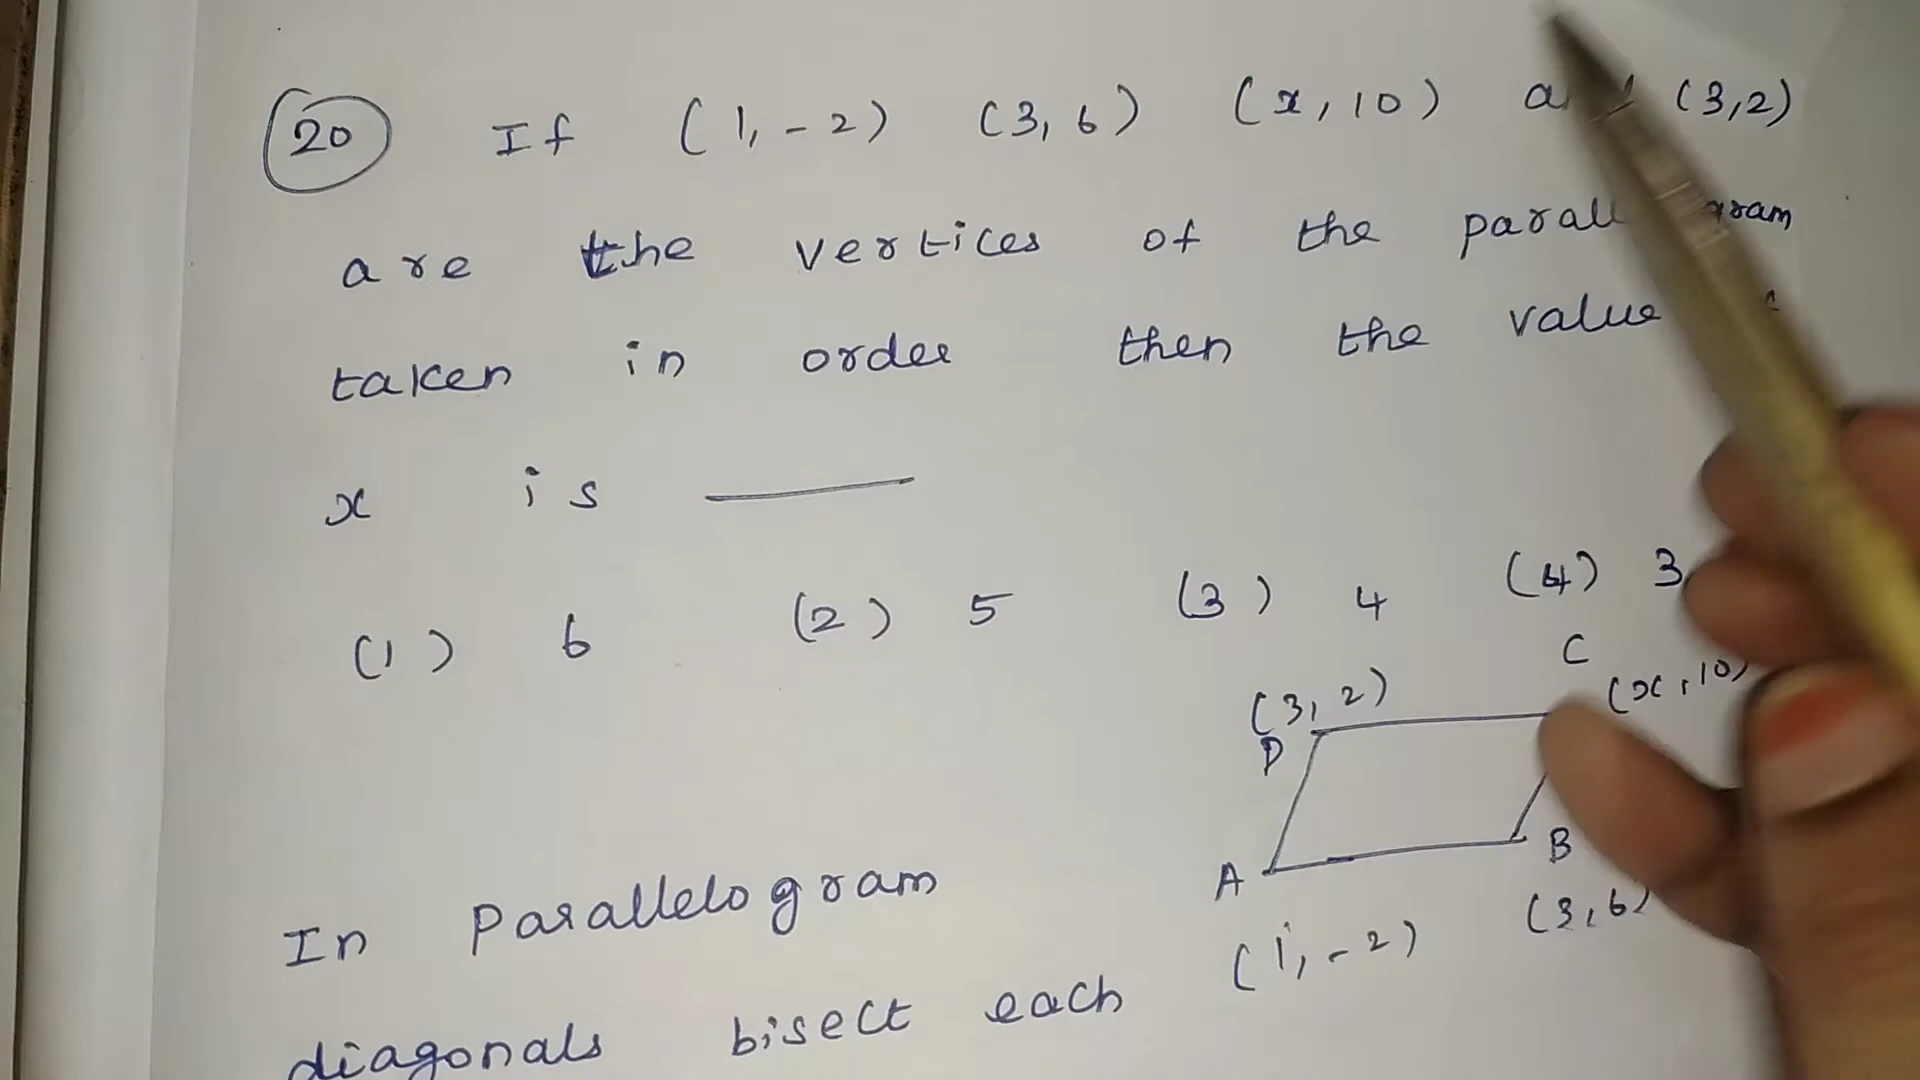 20 If (1,-2) (3,6) (x,10) (3,2)
are the vertices of the
taken in order then the value
x is ______
(1) 6 (2) 5 (3) 4 (4) 3
C
(3,2) (x,10)
D
A B
(3,6)
(1,-2)
In Parallelogram
diagonals bisect each